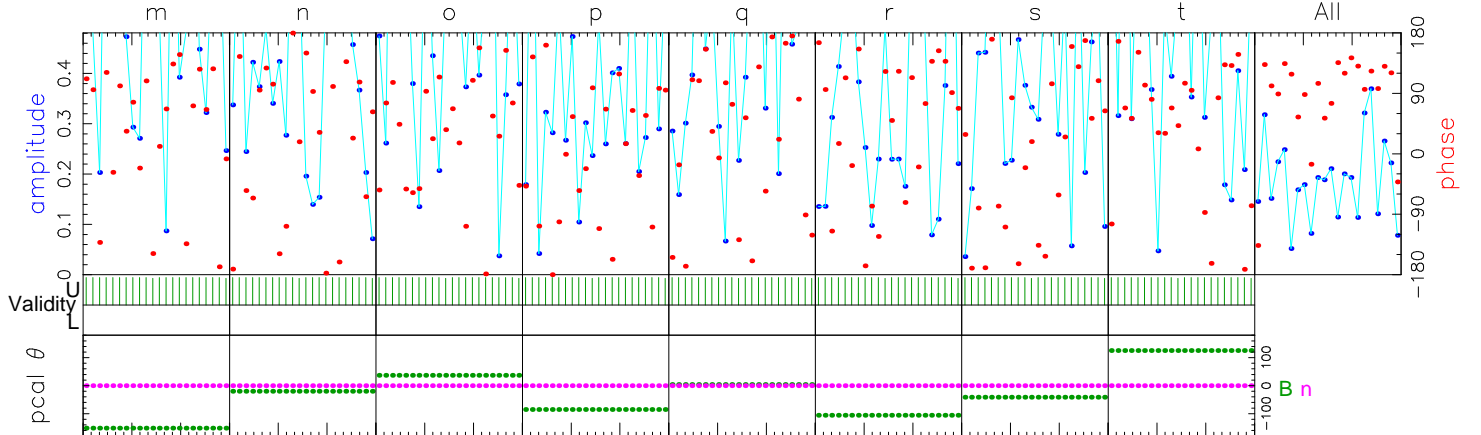 m n o p q r s t All
amplitude
0 0.1 0.2 0.3 0.4
phase
180 90 0 -90 -180
Validity
U
L
pcal θ
100 0 -100
B n